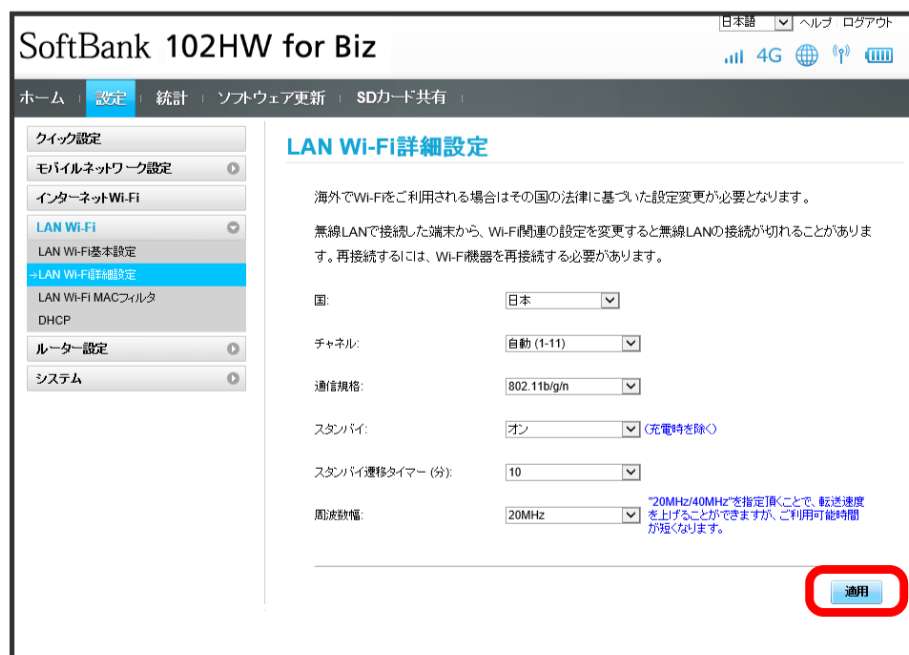 日本語 ヘルプ ログアウト
SoftBank 102HW for Biz
4G
ホーム 設定 統計 ソフトウェア更新 SDカード共有
クイック設定
モバイルネットワーク設定
インターネットWi-Fi
LAN Wi-Fi
LAN Wi-Fi基本設定
→LAN Wi-Fi詳細設定
LAN Wi-Fi MACフィルタ
DHCP
ルーター設定
システム
LAN Wi-Fi詳細設定
海外でWi-Fiをご利用される場合はその国の法律に基づいた設定変更が必要となります。
無線LANで接続した端末から、Wi-Fi関連の設定を変更すると無線LANの接続が切れることがありま
す。再接続するには、Wi-Fi機器を再接続する必要があります。
国: 日本
チャネル: 自動 (1-11)
通信規格: 802.11b/g/n
スタンバイ: オン (充電時を除く)
スタンバイ遷移タイマー (分): 10
周波数幅: 20MHz
"20MHz/40MHz"を指定頂くことで、転送速度
を上げることができますが、ご利用可能時間
が短くなります。
適用